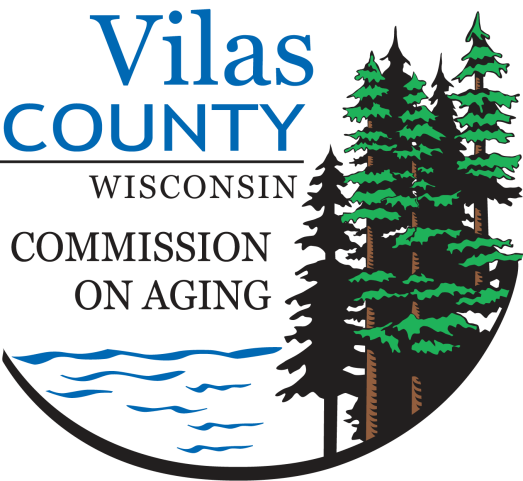 Vilas
COUNTY
WISCONSIN
COMMISSION
ON AGING